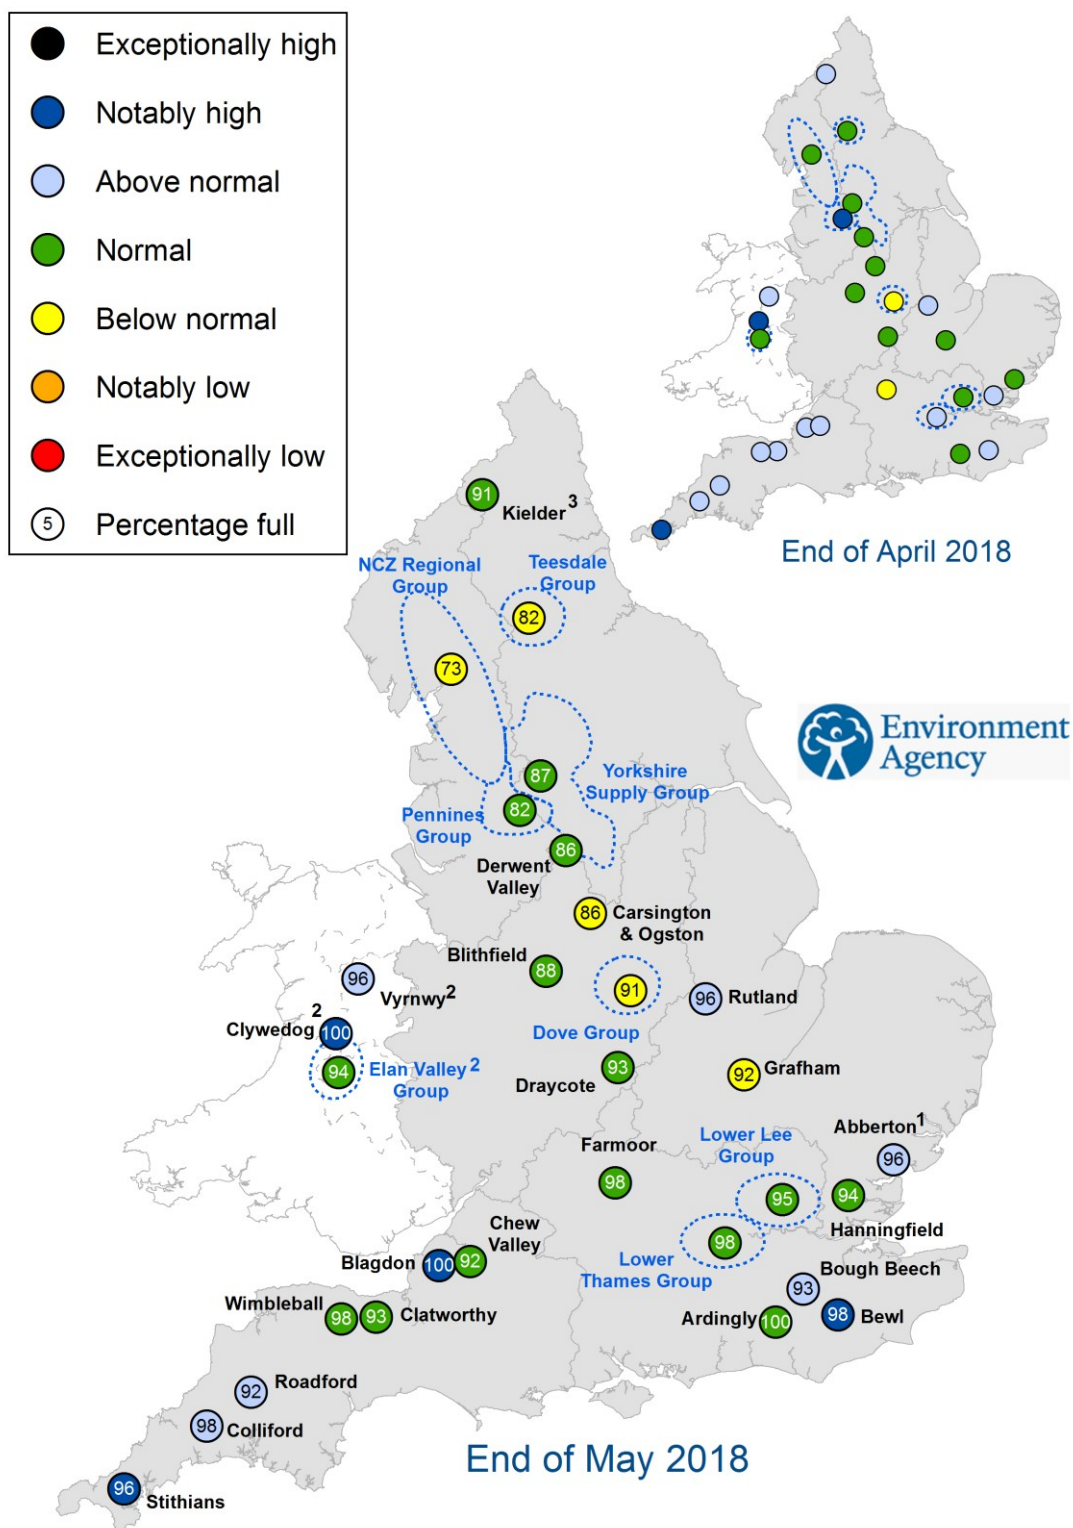 Exceptionally high
Notably high
Above normal
Normal
Below normal
Notably low
Exceptionally low
5 Percentage full
End of April 2018
91
Kielder 3
NCZ Regional
Group
Teesdale
Group
82
73
Environment
Agency
87
Yorkshire
Supply Group
Pennines
Group
82
86
Derwent
Valley
86
Carsington
& Ogston
Blithfield
88
96
Vyrnwy 2
91
Dove Group
96
Rutland
Clywedog 2
100
94
Elan Valley 2
Group
93
Draycote
92
Grafham
Abberton 1
96
Farmoor
98
Lower Lee
Group
95
94
Hanningfield
Chew
Valley
Blagdon
100
92
98
Lower
Thames Group
Bough Beech
93
Wimbleball
98
93
Clatworthy
Ardingly
100
98
Bewl
92
Roadford
98
Colliford
End of May 2018
96
Stithians